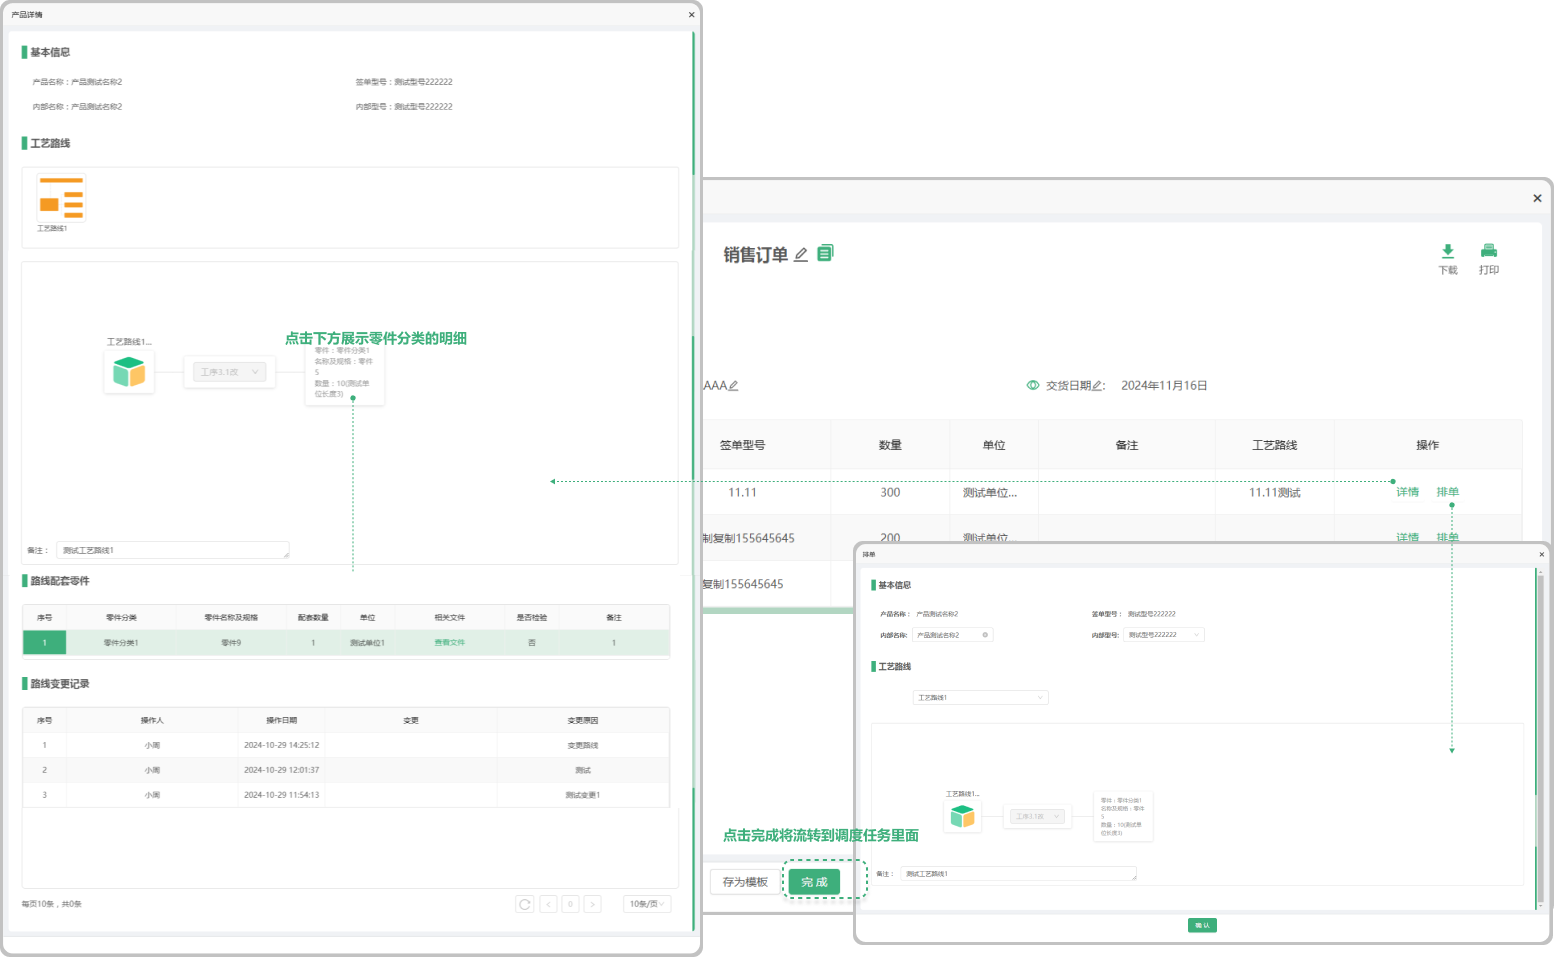 产品详情
基本信息
产品名称：产品测试名称2
签单型号：测试型号222222
内部名称：产品测试名称2
内部型号：测试型号222222
工艺路线
工艺路线1
点击下方展示零件分类的明细
工艺路线1...
工序3.1改
零件：零件分类1
名称及规格：零件
5
数量：10(测试单
位长度3)
备注：
测试工艺路线1
路线配套零件
序号 零件分类 零件名称及规格 配套数量 单位 相关文件 是否检验 备注
1 零件分类1 零件9 1 测试单位1 查看文件 否 1
路线变更记录
序号 操作人 操作日期 变更 变更原因
1 小周 2024-10-29 14:25:12 变更路线
2 小周 2024-10-29 12:01:37 测试
3 小周 2024-10-29 11:54:13 测试变更1
每页10条，共0条
< 0 >
10条/页
销售订单
下载
打印
AAA
交货日期： 2024年11月16日
签单型号 数量 单位 备注 工艺路线 操作
11.11 300 测试单位... 11.11测试 详情 排单
制复制155645645 200 测试单位... 详情 排单
复制155645645
点击完成将流转到调度任务里面
存为模板
完成
排单
基本信息
产品名称： 产品测试名称2
签单型号： 测试型号222222
内部名称: 产品测试名称2
内部型号: 测试型号222222
工艺路线
工艺路线1
工艺路线1...
工序3.1改
零件：零件分类1
名称及规格：零件
5
数量：10(测试单
位长度3)
备注：
测试工艺路线1
确认